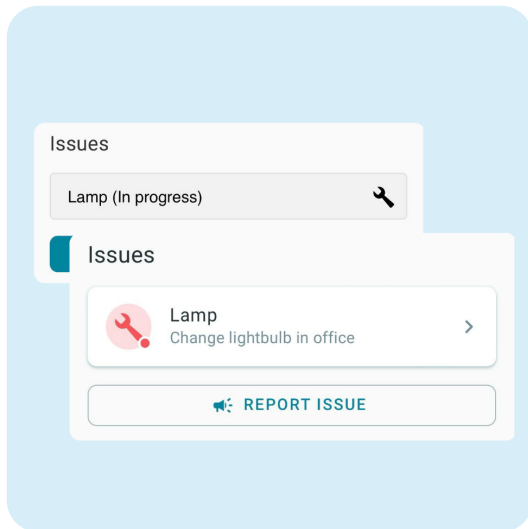 Issues
Lamp (In progress)
Issues
Lamp
Change lightbulb in office
REPORT ISSUE